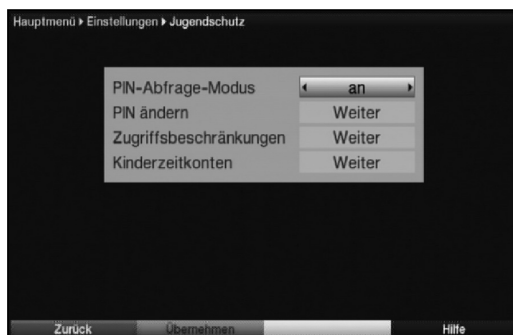 Hauptmenü ▸ Einstellungen ▸ Jugendschutz
PIN-Abfrage-Modus an
PIN ändern Weiter
Zugriffsbeschränkungen Weiter
Kinderzeitkonten Weiter
Zurück Übernehmen Hilfe